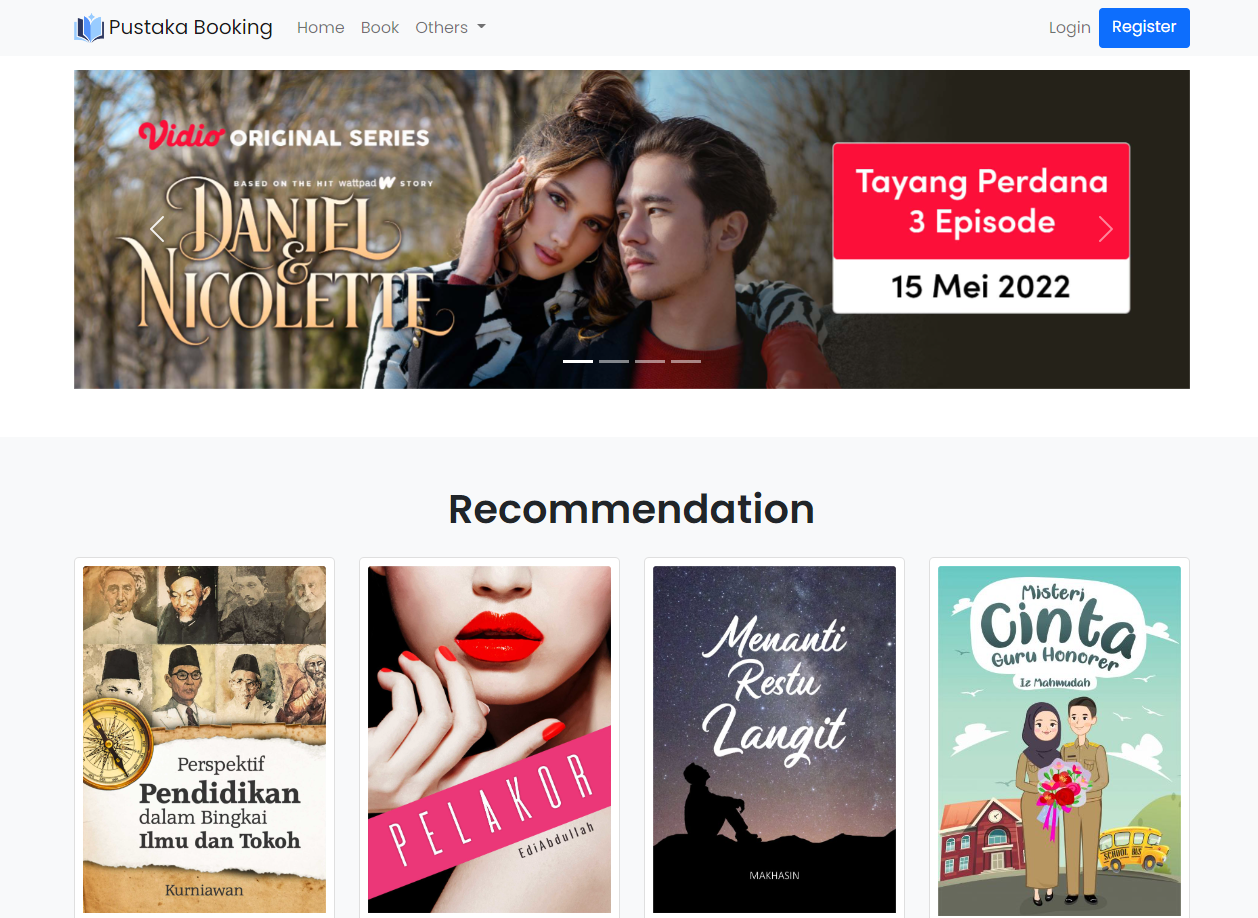 Pustaka Booking
Home
Book
Others
Login
Register
Vidio ORIGINAL SERIES
BASED ON THE HIT wattpad W STORY
DANIEL
&
NICOLETTE
Tayang Perdana
3 Episode
15 Mei 2022
Recommendation
Perspektif
Pendidikan
dalam Bingkai
Ilmu dan Tokoh
Kurniawan
PELAKOR
EdiAbdullah
Menanti
Restu
Langit
MAKHASIN
Misteri
Cinta
Guru Honorer
Iz Mahmudah
SCHOOL BUS